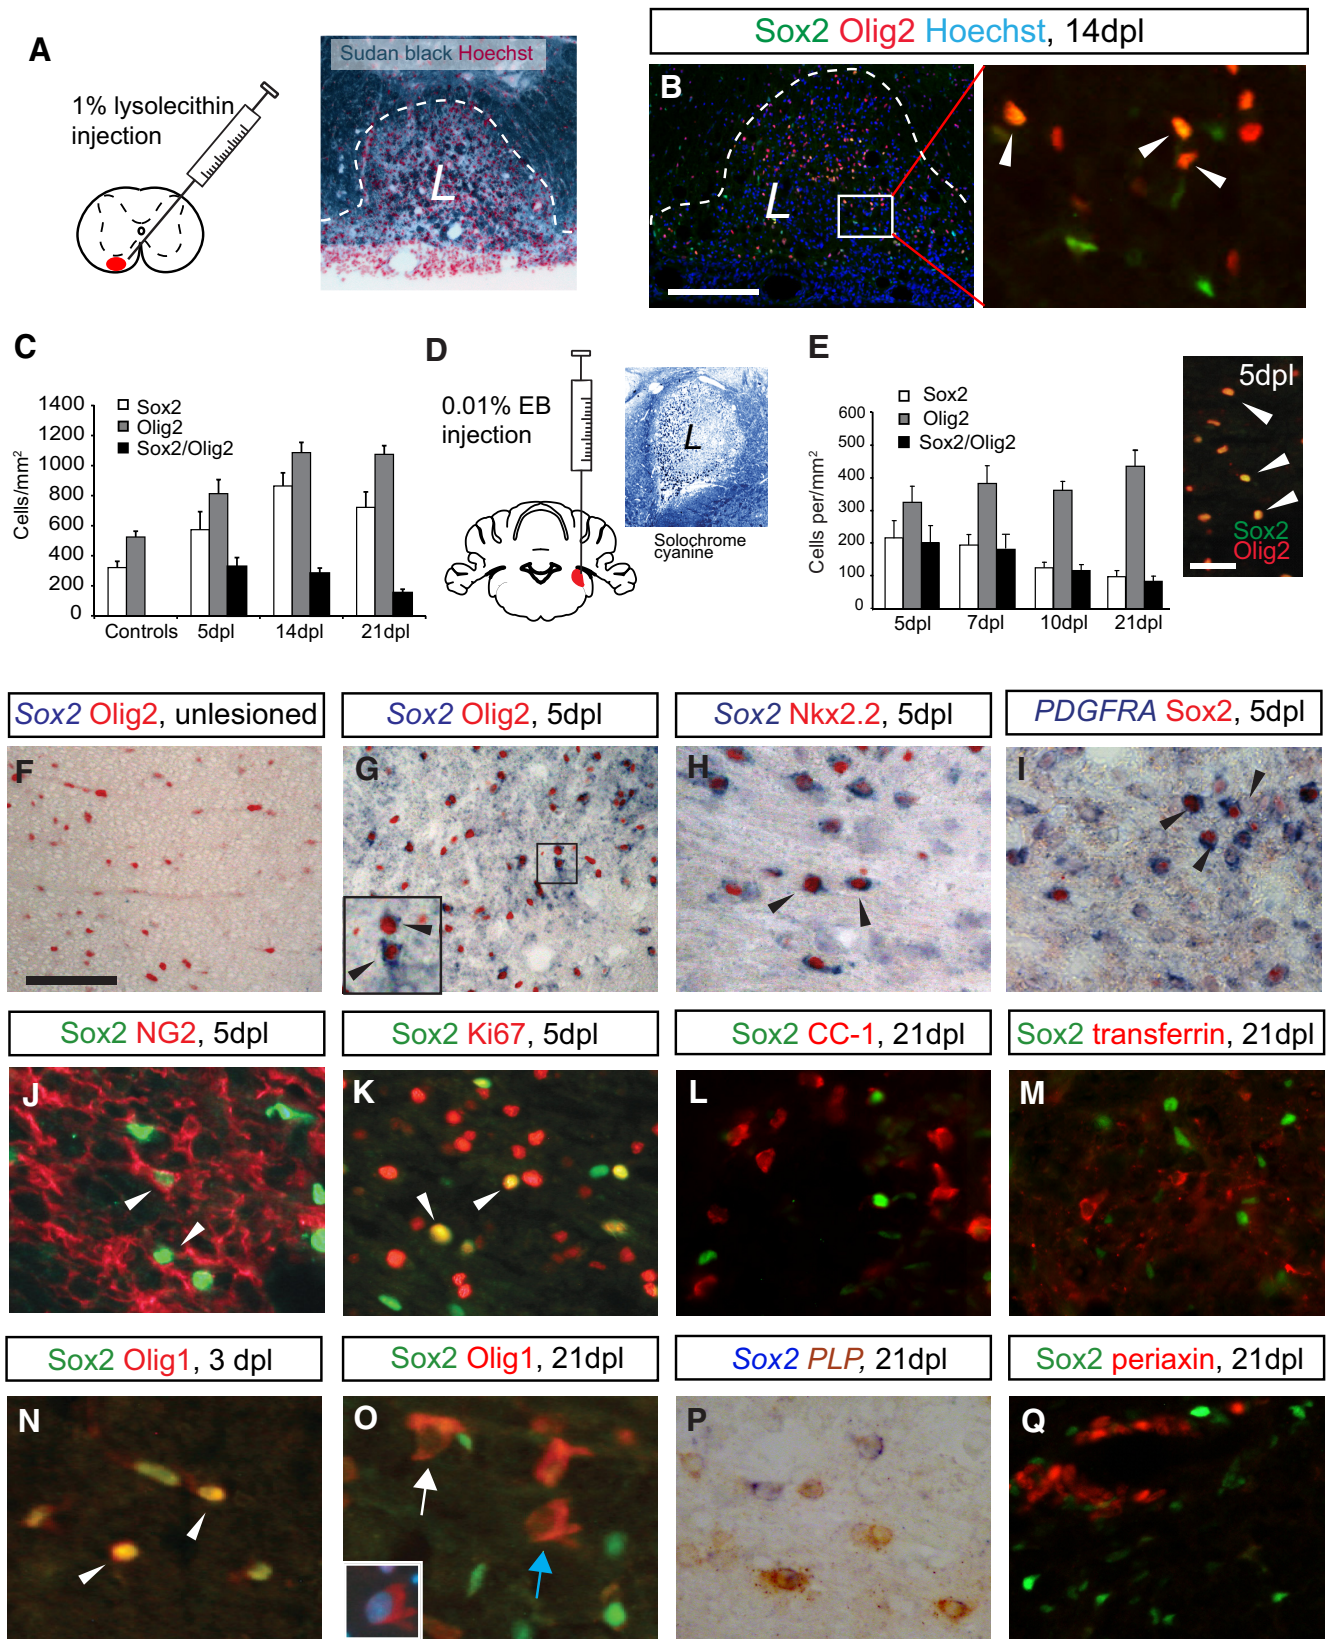 A
1% lysolecithin
injection
Sudan black Hoechst
L
Sox2 Olig2 Hoechst, 14dpl
B
L
C
1400
1200
1000
800
600
400
200
0
Cells/mm²
Sox2
Olig2
Sox2/Olig2
Controls 5dpl 14dpl 21dpl
D
0.01% EB
injection
L
Solochrome
cyanine
E
600
500
400
300
200
100
0
Cells per/mm²
Sox2
Olig2
Sox2/Olig2
5dpl 7dpl 10dpl 21dpl
5dpl
Sox2
Olig2
Sox2 Olig2, unlesioned
F
Sox2 Olig2, 5dpl
G
Sox2 Nkx2.2, 5dpl
H
PDGFRA Sox2, 5dpl
I
Sox2 NG2, 5dpl
J
Sox2 Ki67, 5dpl
K
Sox2 CC-1, 21dpl
L
Sox2 transferrin, 21dpl
M
Sox2 Olig1, 3 dpl
N
Sox2 Olig1, 21dpl
O
Sox2 PLP, 21dpl
P
Sox2 periaxin, 21dpl
Q